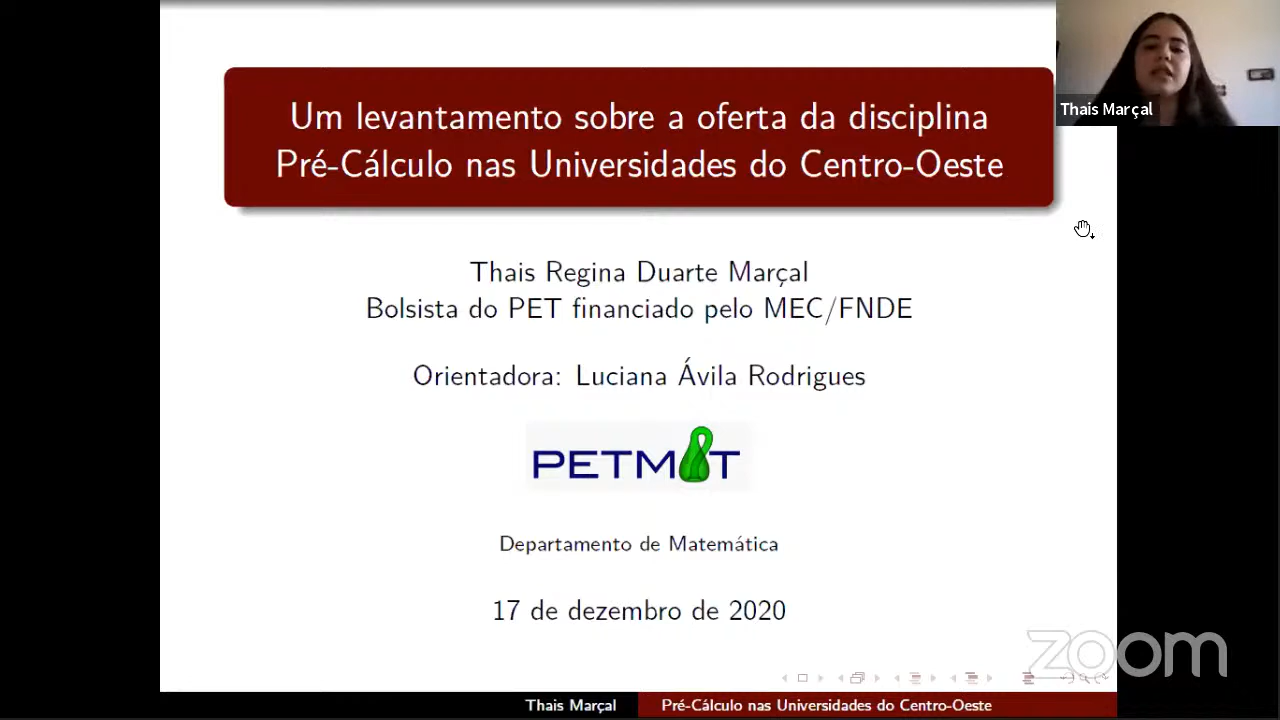 Um levantamento sobre a oferta da disciplina
Pré-Cálculo nas Universidades do Centro-Oeste
Thais Marçal
Thais Regina Duarte Marçal
Bolsista do PET financiado pelo MEC/FNDE
Orientadora: Luciana Ávila Rodrigues
PETMAT
Departamento de Matemática
17 de dezembro de 2020
zoom
Thais Marçal
Pré-Cálculo nas Universidades do Centro-Oeste